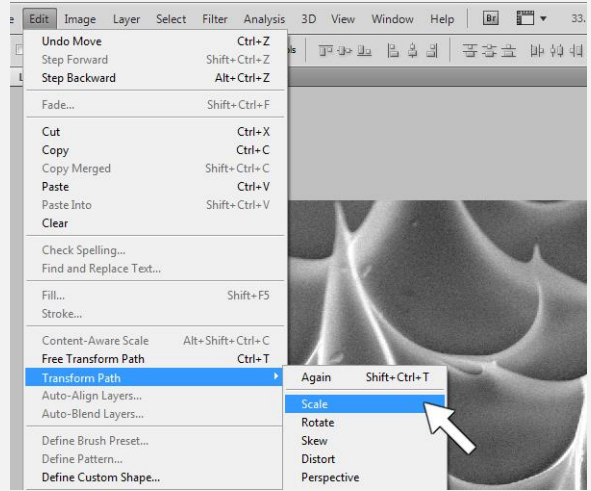 Edit Image Layer Select Filter Analysis 3D View Window Help Br 33.
Undo Move Ctrl+Z
Step Forward Shift+Ctrl+Z
Step Backward Alt+Ctrl+Z
Fade... Shift+Ctrl+F
Cut Ctrl+X
Copy Ctrl+C
Copy Merged Shift+Ctrl+C
Paste Ctrl+V
Paste Into Shift+Ctrl+V
Clear
Check Spelling...
Find and Replace Text...
Fill... Shift+F5
Stroke...
Content-Aware Scale Alt+Shift+Ctrl+C
Free Transform Path Ctrl+T
Transform Path
Again Shift+Ctrl+T
Auto-Align Layers...
Scale
Auto-Blend Layers...
Rotate
Define Brush Preset...
Skew
Define Pattern...
Distort
Define Custom Shape...
Perspective